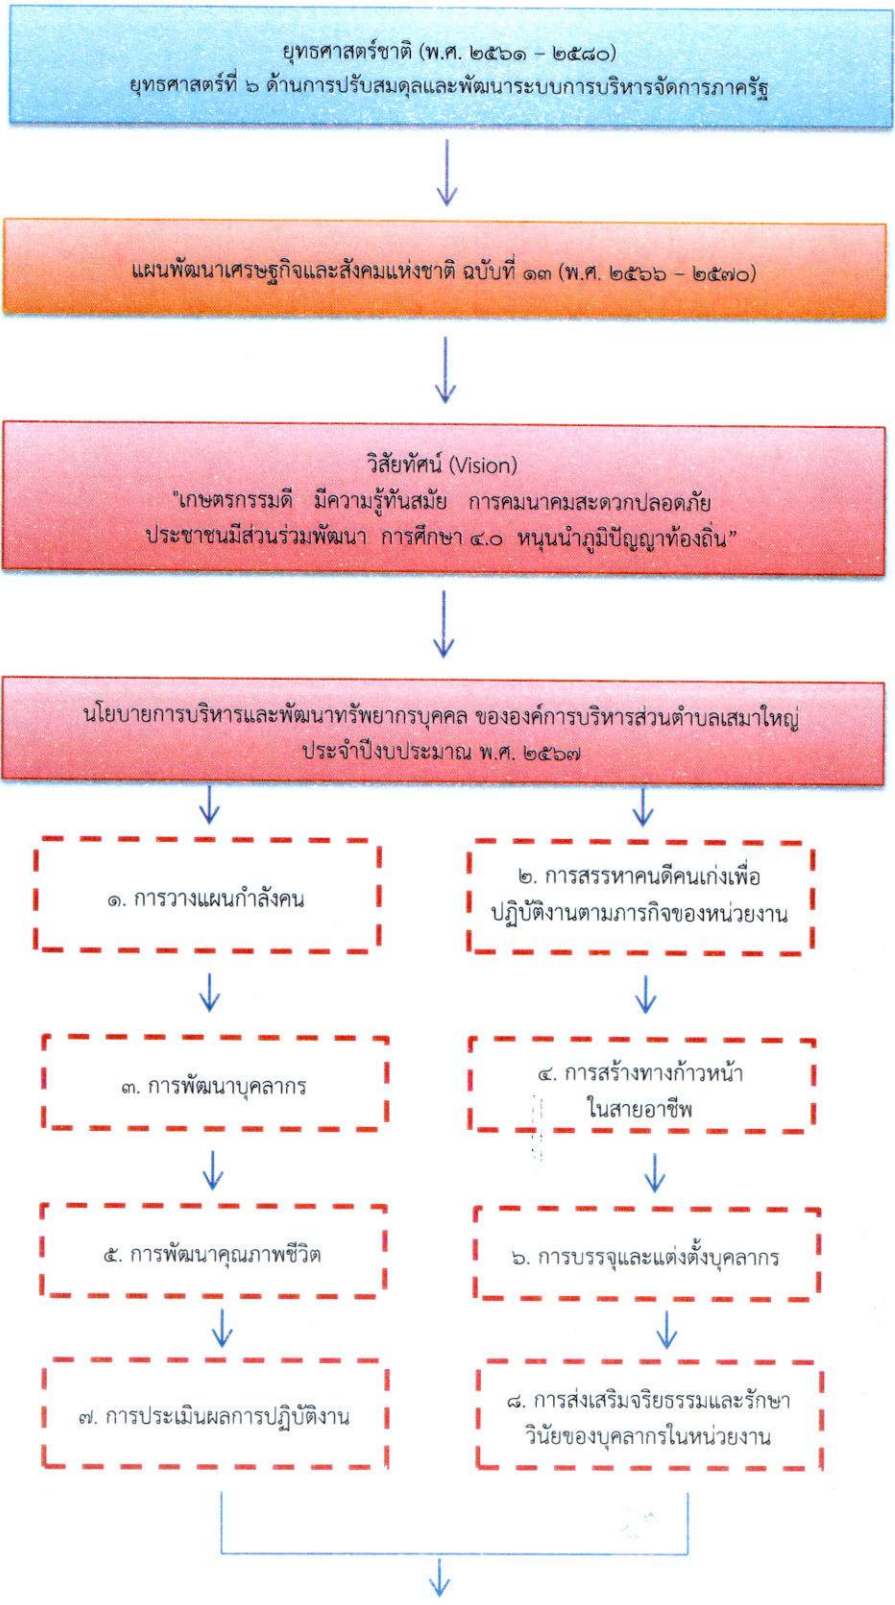 ยุทธศาสตร์ชาติ (พ.ศ. ๒๕๖๑ – ๒๕๘๐)
ยุทธศาสตร์ที่ ๖ ด้านการปรับสมดุลและพัฒนาระบบการบริหารจัดการภาครัฐ
แผนพัฒนาเศรษฐกิจและสังคมแห่งชาติ ฉบับที่ ๑๓ (พ.ศ. ๒๕๖๖ – ๒๕๗๐)
วิสัยทัศน์ (Vision)
"เกษตรกรรมดี มีความรู้ทันสมัย การคมนาคมสะดวกปลอดภัย
ประชาชนมีส่วนร่วมพัฒนา การศึกษา ๔.๐ หนุนนำภูมิปัญญาท้องถิ่น"
นโยบายการบริหารและพัฒนาทรัพยากรบุคคล ขององค์การบริหารส่วนตำบลเสมาใหญ่
ประจำปีงบประมาณ พ.ศ. ๒๕๖๗
๑. การวางแผนกำลังคน
๒. การสรรหาคนดีคนเก่งเพื่อ
ปฏิบัติงานตามภารกิจของหน่วยงาน
๓. การพัฒนาบุคลากร
๔. การสร้างทางก้าวหน้า
ในสายอาชีพ
๕. การพัฒนาคุณภาพชีวิต
๖. การบรรจุและแต่งตั้งบุคลากร
๗. การประเมินผลการปฏิบัติงาน
๘. การส่งเสริมจริยธรรมและรักษา
วินัยของบุคลากรในหน่วยงาน